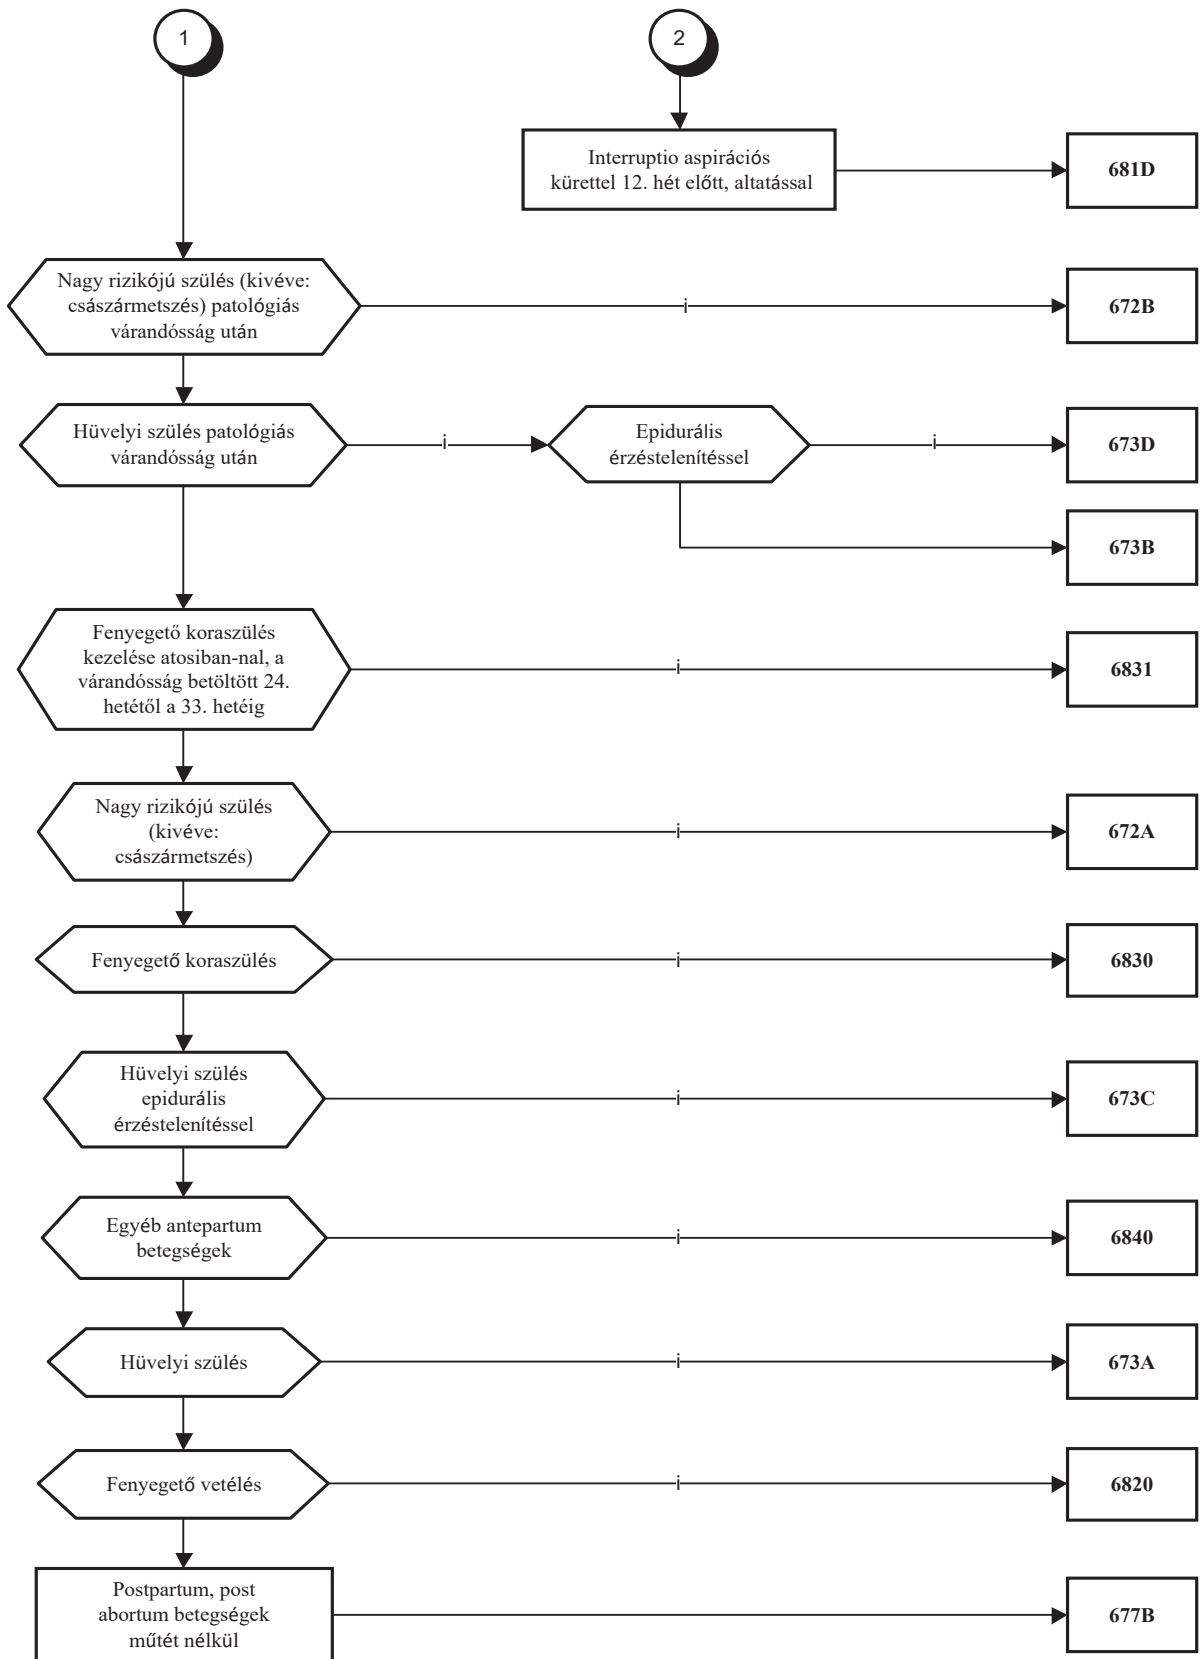 1
2
Interruptio aspirációs
kürettel 12. hét előtt, altatással
681D
Nagy rizikójú szülés (kivéve:
császármetszés) patológiás
várandósság után
i
672B
Hüvelyi szülés patológiás
várandósság után
i
Epidurális
érzéstelenítéssel
i
673D
673B
Fenyegető koraszülés
kezelése atosiban-nal, a
várandósság betöltött 24.
hetétől a 33. hetéig
i
6831
Nagy rizikójú szülés
(kivéve:
császármetszés)
i
672A
Fenyegető koraszülés
i
6830
Hüvelyi szülés
epidurális
érzéstelenítéssel
i
673C
Egyéb antepartum
betegségek
i
6840
Hüvelyi szülés
i
673A
Fenyegető vetélés
i
6820
Postpartum, post
abortum betegségek
műtét nélkül
677B